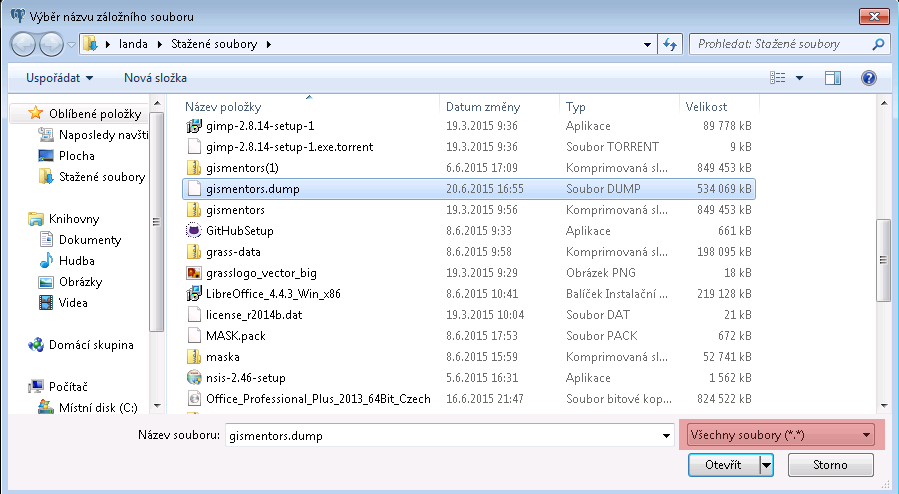 Výběr názvu záložního souboru
landa Stažené soubory Prohledat: Stažené soubory
Uspořádat Nová složka
Oblíbené položky
Naposledy navští
Plocha
Stažené soubory
Knihovny
Dokumenty
Hudba
Obrázky
Videa
Domácí skupina
Počítač
Místní disk (C:)
Název položky Datum změny Typ Velikost
gimp-2.8.14-setup-1 19.3.2015 9:36 Aplikace 89 778 kB
gimp-2.8.14-setup-1.exe.torrent 19.3.2015 9:36 Soubor TORRENT 9 kB
gismentors(1) 6.6.2015 17:09 Komprimovaná sl... 849 453 kB
gismentors.dump 20.6.2015 16:55 Soubor DUMP 534 069 kB
gismentors 19.3.2015 9:56 Komprimovaná sl... 849 453 kB
GitHubSetup 8.6.2015 9:33 Aplikace 661 kB
grass-data 8.6.2015 9:58 Komprimovaná sl... 198 095 kB
grasslogo_vector_big 19.3.2015 9:29 Obrázek PNG 18 kB
LibreOffice_4.4.3_Win_x86 8.6.2015 10:41 Balíček Instalační ... 219 128 kB
license_r2014b.dat 19.3.2015 10:04 Soubor DAT 21 kB
MASK.pack 8.6.2015 17:53 Soubor PACK 672 kB
maska 8.6.2015 15:59 Komprimovaná sl... 52 741 kB
nsis-2.46-setup 5.6.2015 16:31 Aplikace 1 562 kB
Office_Professional_Plus_2013_64Bit_Czech 16.6.2015 21:47 Soubor bitové kop... 824 522 kB
Název souboru: gismentors.dump Všechny soubory (*.*)
Otevřít Storno